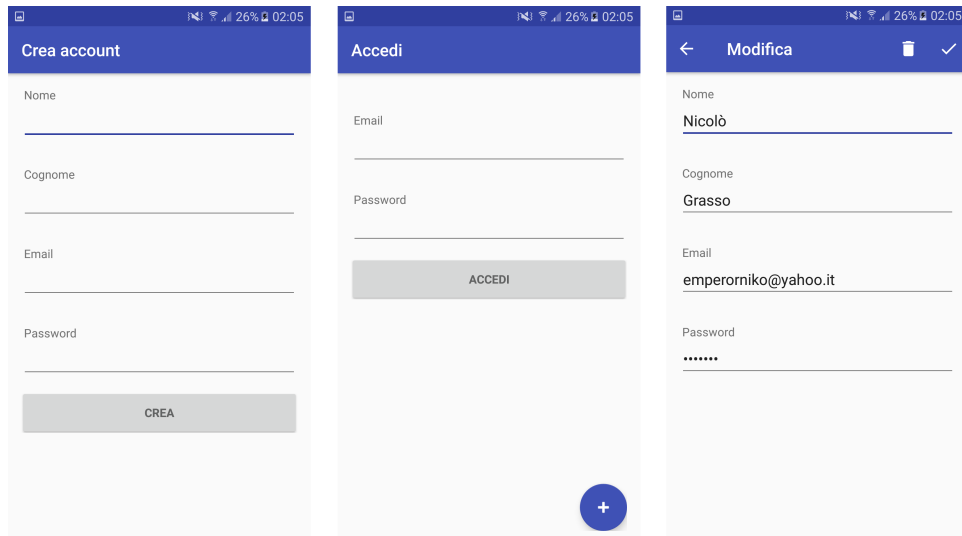 26% 02:05
Crea account
Nome
Cognome
Email
Password
CREA
26% 02:05
Accedi
Email
Password
ACCEDI
+
26% 02:05
Modifica
Nome
Nicolò
Cognome
Grasso
Email
emperorniko@yahoo.it
Password
•••••••